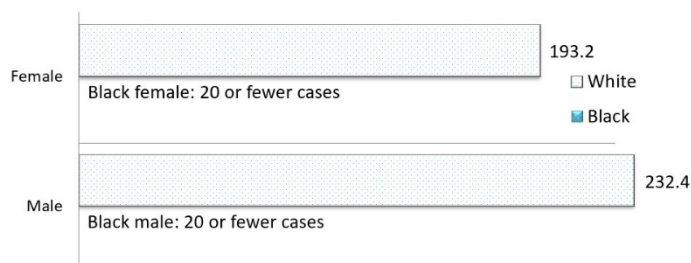 193.2
Female
White
Black female: 20 or fewer cases
Black
232.4
Male
Black male: 20 or fewer cases